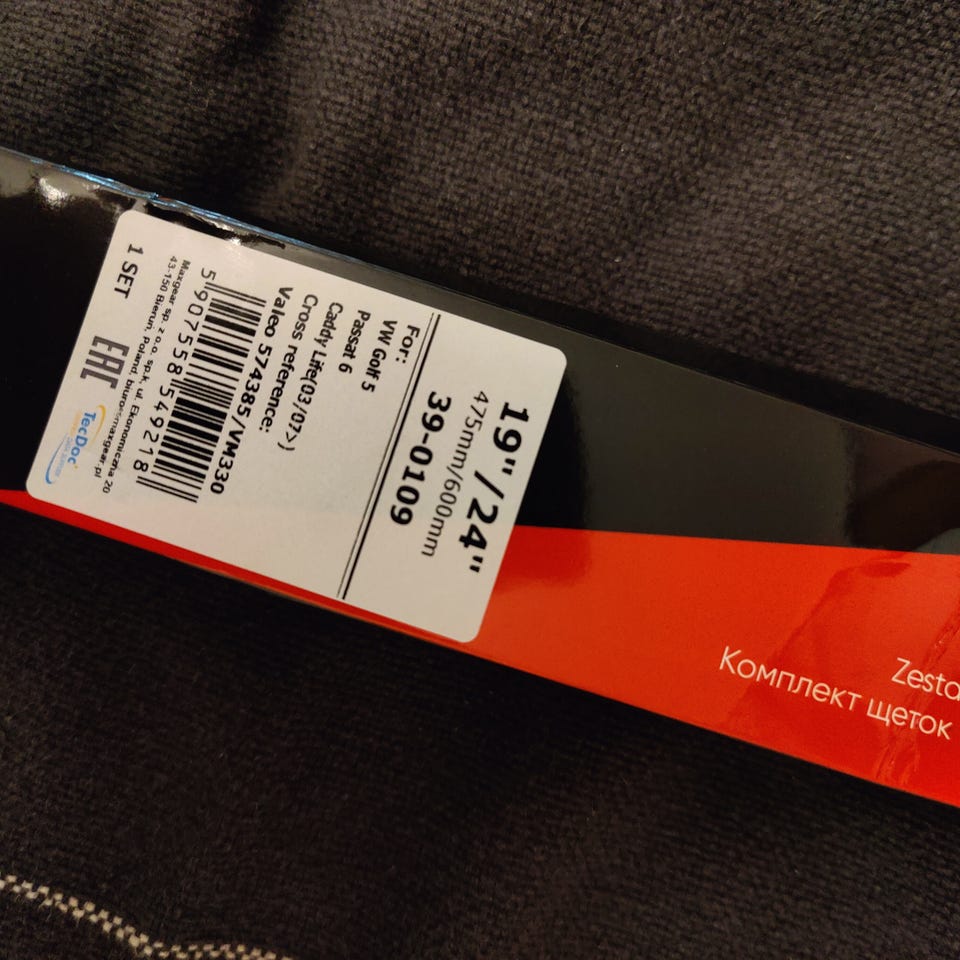 19"/24"
475mm/600mm
39-0109
For:
VW Golf 5
Passat 6
Caddy Life(03/07>)
Cross reference:
Valeo 574385/VM330
5 907558 549218
Maxgear sp. z o.o. sp.k, ul. Ekonomiczna 20
43-150 Bieruń, Poland, biuro@maxgear.pl
1 SET
EAC
TecDoc
Zesta
Комплект щеток